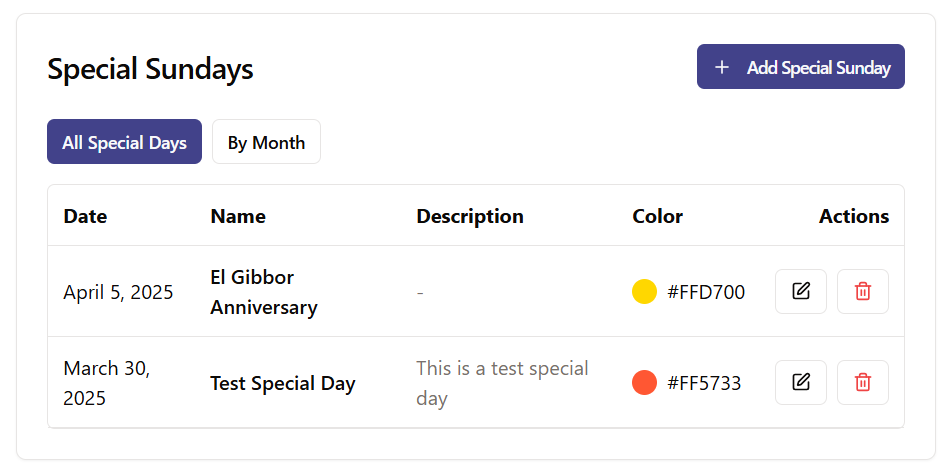 Special Sundays
+ Add Special Sunday
All Special Days
By Month
Date Name Description Color Actions
El Gibbor
April 5, 2025 - #FFD700
Anniversary
March 30, This is a test special
Test Special Day #FF5733
2025 day